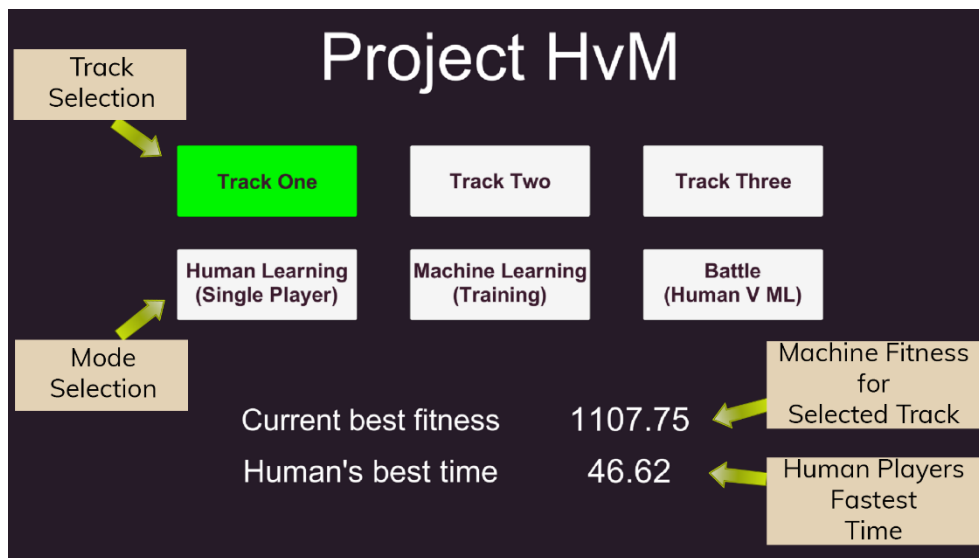 Project HvM
Track
Selection
Track One
Track Two
Track Three
Human Learning
(Single Player)
Machine Learning
(Training)
Battle
(Human V ML)
Mode
Selection
Machine Fitness
for
Selected Track
Current best fitness 1107.75
Human's best time 46.62
Human Players
Fastest
Time